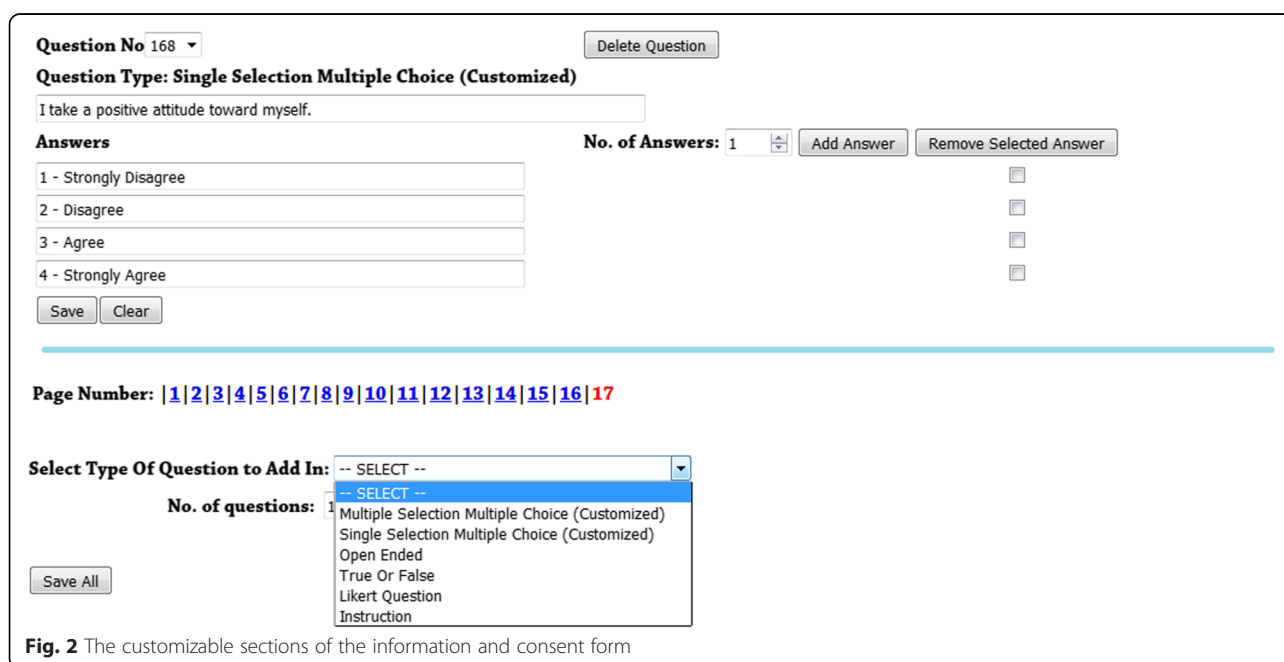 Question No 168 Delete Question
Question Type: Single Selection Multiple Choice (Customized)
I take a positive attitude toward myself.
Answers No. of Answers: 1 Add Answer Remove Selected Answer
1 - Strongly Disagree
2 - Disagree
3 - Agree
4 - Strongly Agree
Save Clear
Page Number: |1|2|3|4|5|6|7|8|9|10|11|12|13|14|15|16|17
Select Type Of Question to Add In: -- SELECT --
-- SELECT --
No. of questions: 1 Multiple Selection Multiple Choice (Customized)
Single Selection Multiple Choice (Customized)
Open Ended
True Or False
Save All
Likert Question
Instruction
Fig. 2 The customizable sections of the information and consent form